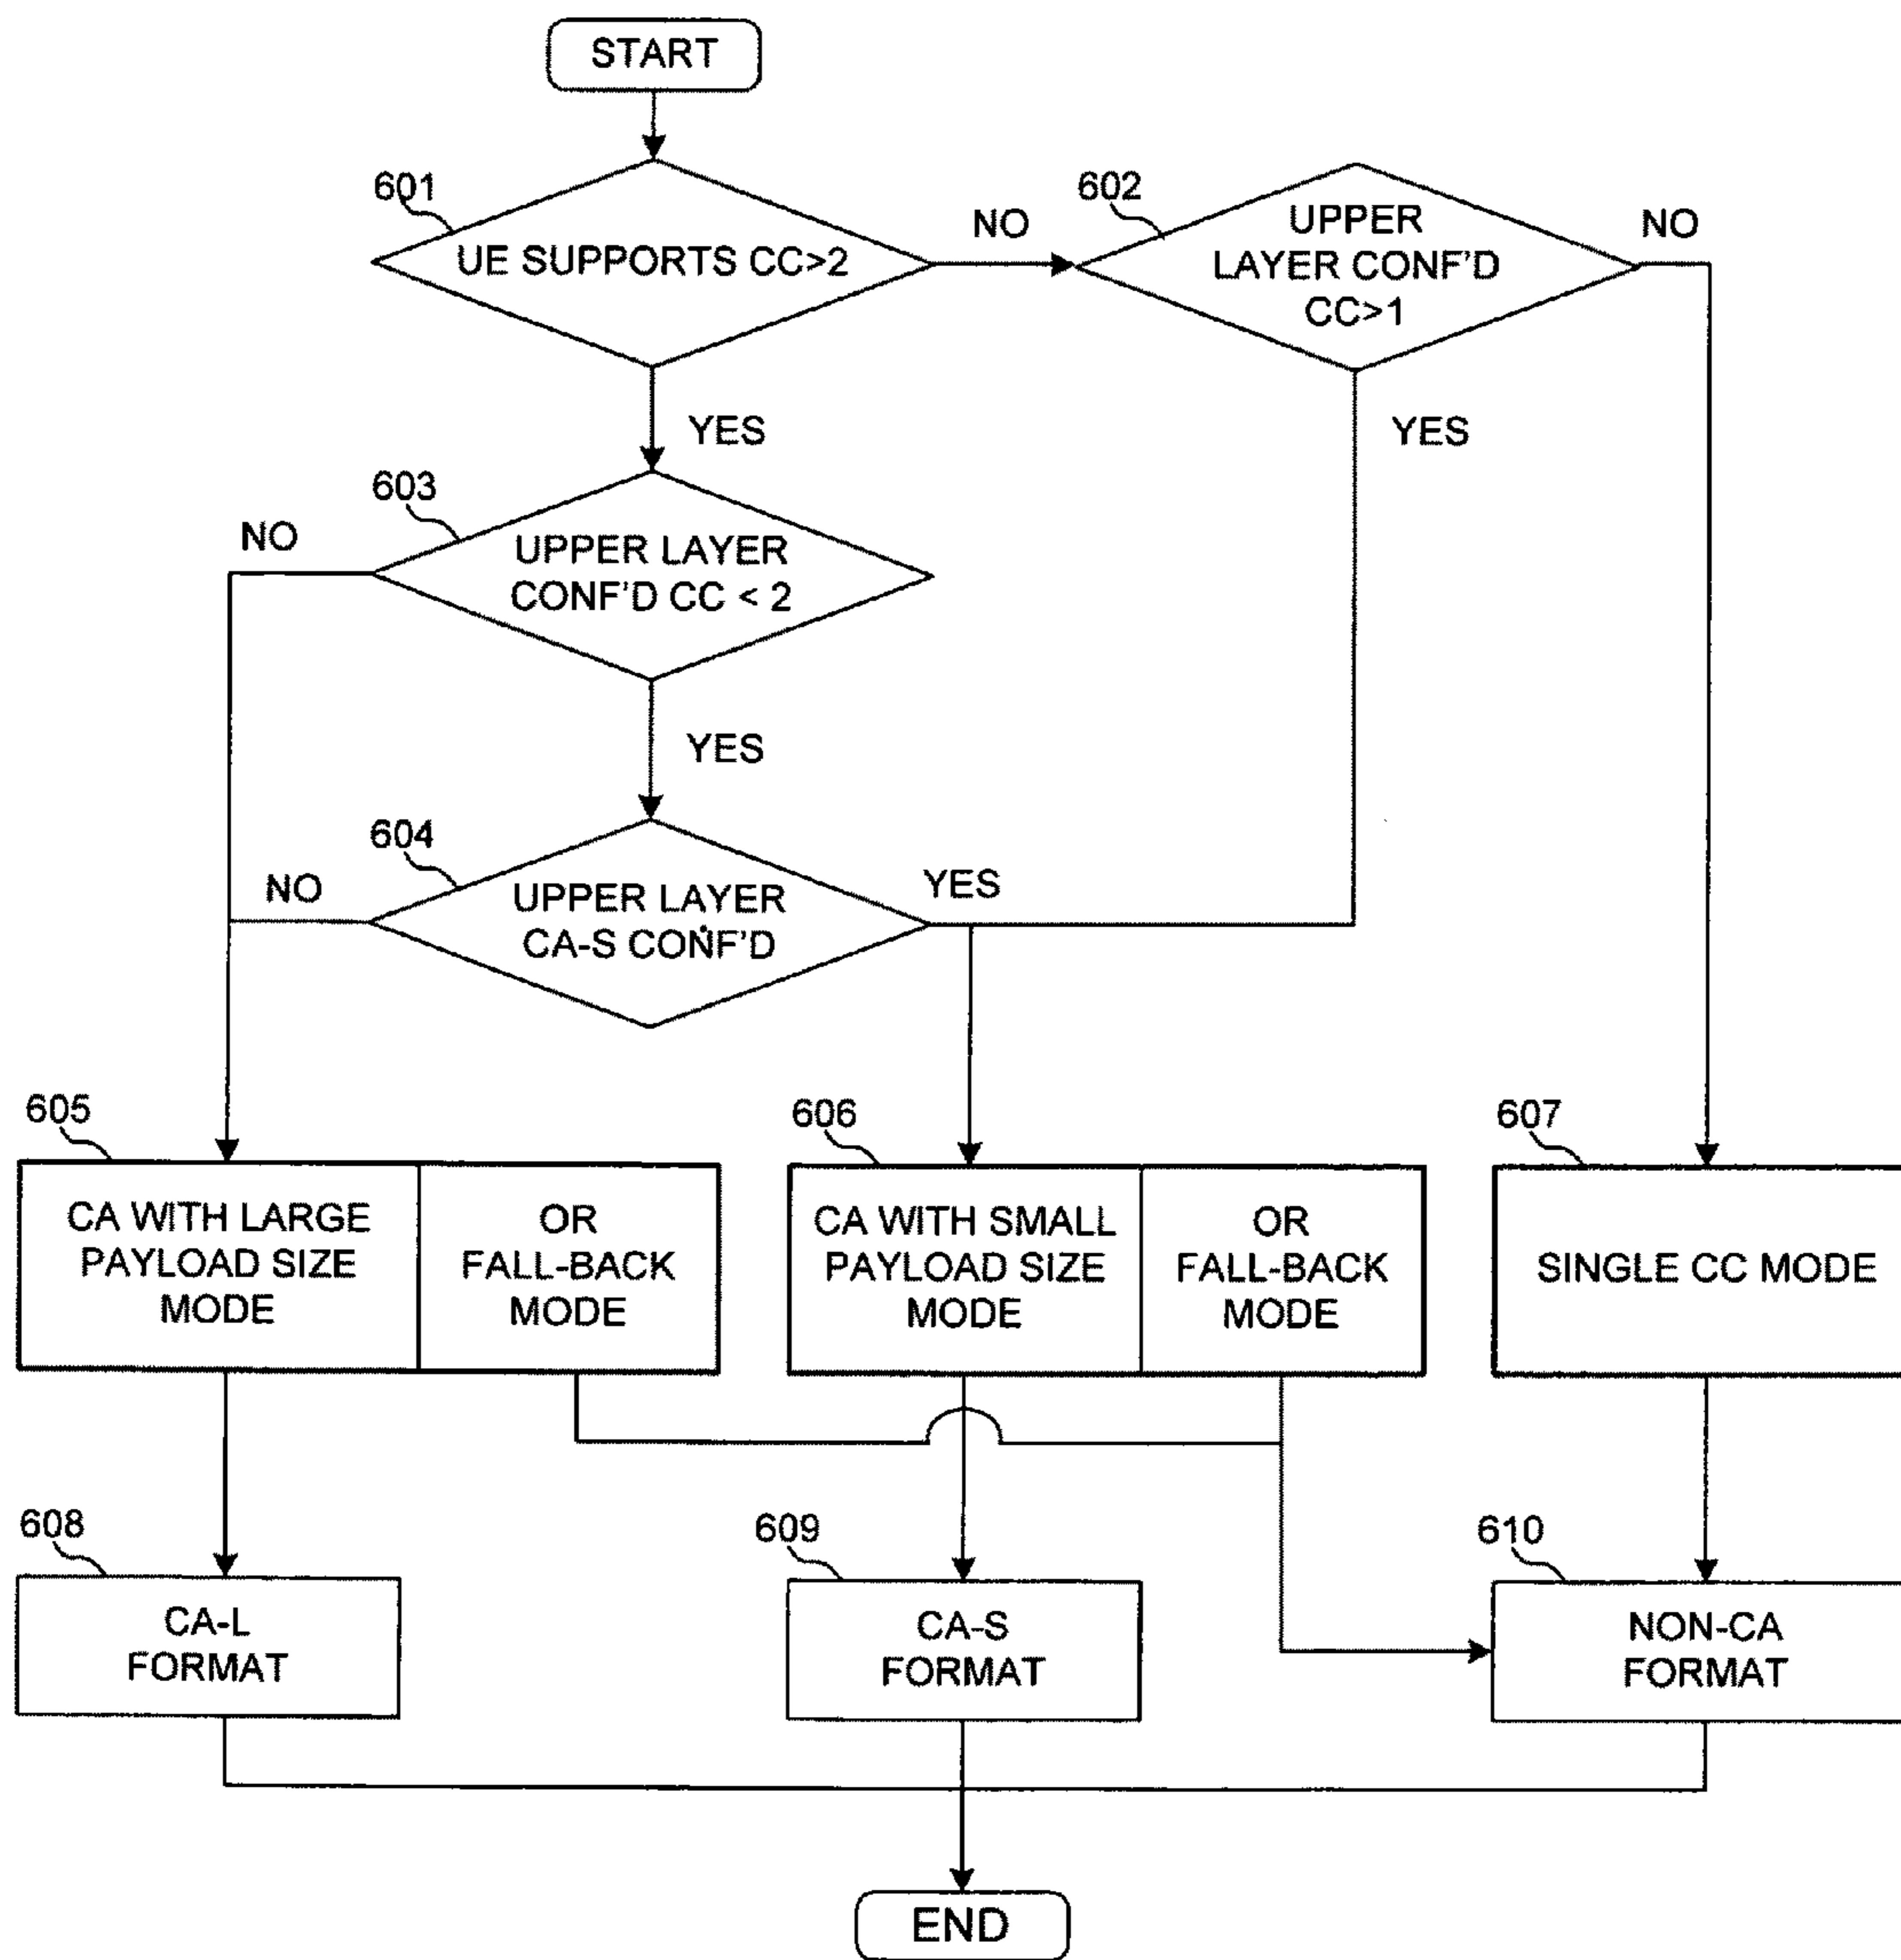 START
601
UE SUPPORTS CC>2
NO
602
UPPER
LAYER CONF'D
CC>1
NO
YES
YES
603
NO
UPPER LAYER
CONF'D CC < 2
YES
604
NO
UPPER LAYER
CA-S CONF'D
YES
605
CA WITH LARGE
PAYLOAD SIZE
MODE
OR
FALL-BACK
MODE
606
CA WITH SMALL
PAYLOAD SIZE
MODE
OR
FALL-BACK
MODE
607
SINGLE CC MODE
608
CA-L
FORMAT
609
CA-S
FORMAT
610
NON-CA
FORMAT
END